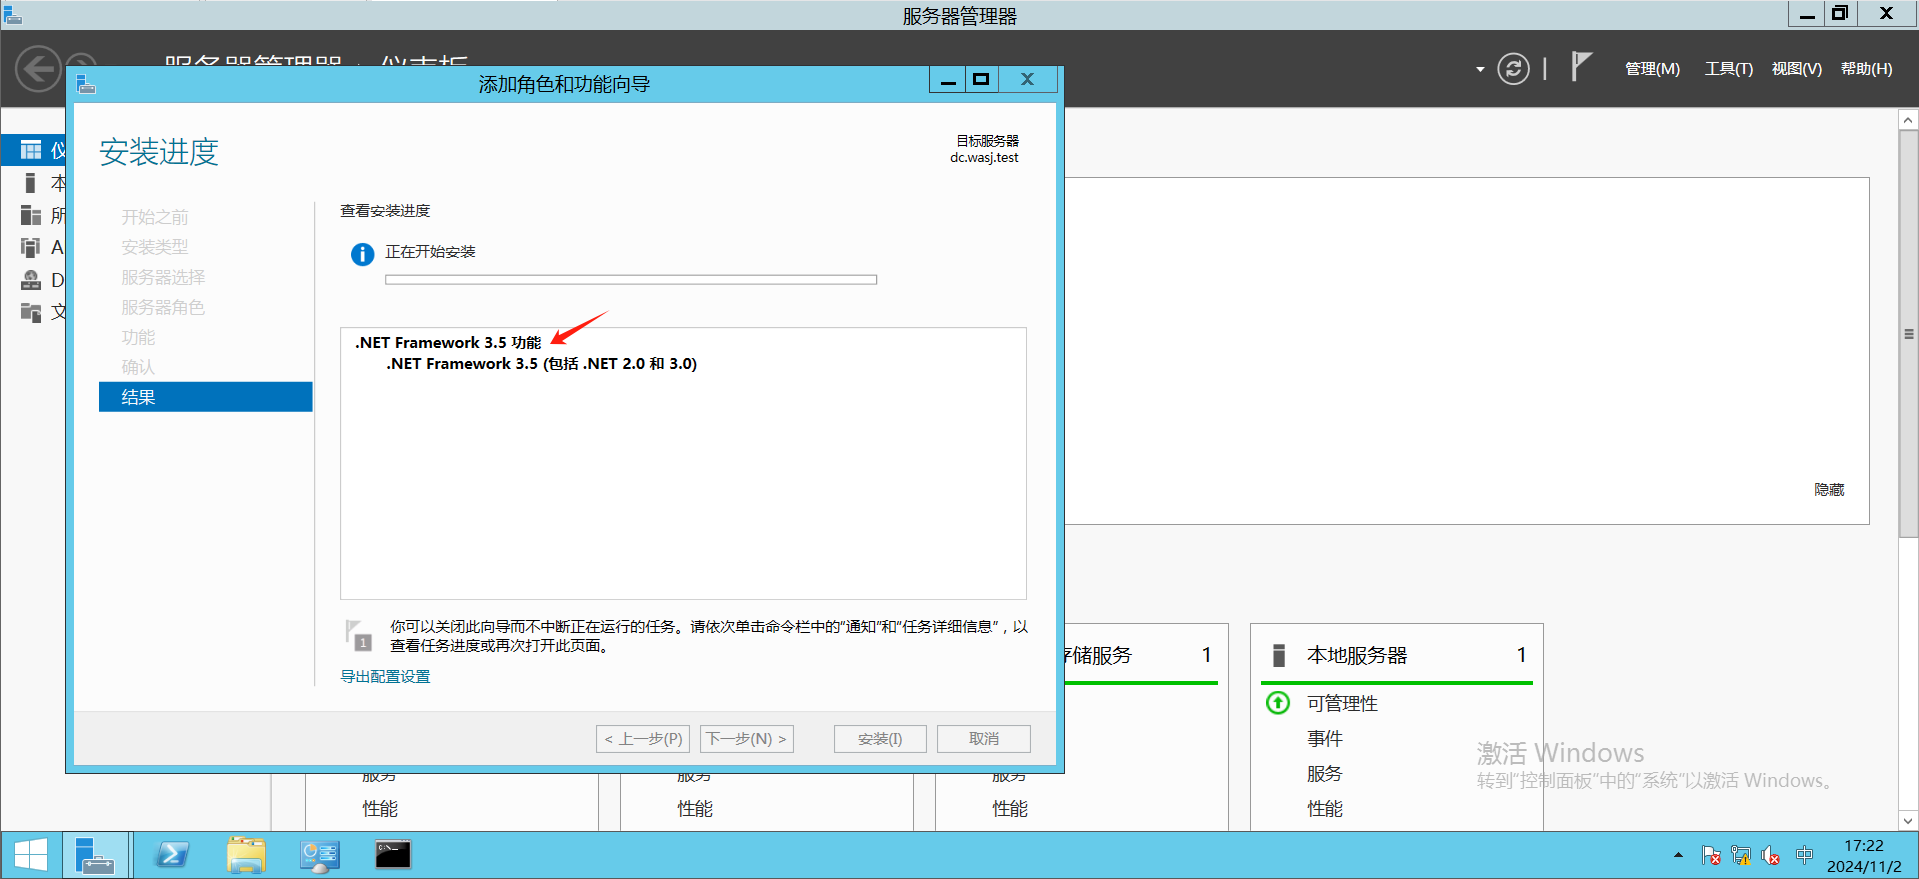 服务器管理器
服务器管理器 · 仪表板
管理(M)
工具(T)
视图(V)
帮助(H)
添加角色和功能向导
安装进度
目标服务器
dc.wasj.test
仪
本
所
A
D
文
开始之前
安装类型
服务器选择
服务器角色
功能
确认
结果
查看安装进度
正在开始安装
.NET Framework 3.5 功能
.NET Framework 3.5 (包括 .NET 2.0 和 3.0)
1
你可以关闭此向导而不中断正在运行的任务。请依次单击命令栏中的"通知"和"任务详细信息"，以
查看任务进度或再次打开此页面。
导出配置设置
< 上一步(P)
下一步(N) >
安装(I)
取消
隐藏
存储服务
1
本地服务器
1
可管理性
事件
服务
性能
服务
性能
服务
性能
服务
性能
激活 Windows
转到"控制面板"中的"系统"以激活 Windows。
中
17:22
2024/11/2